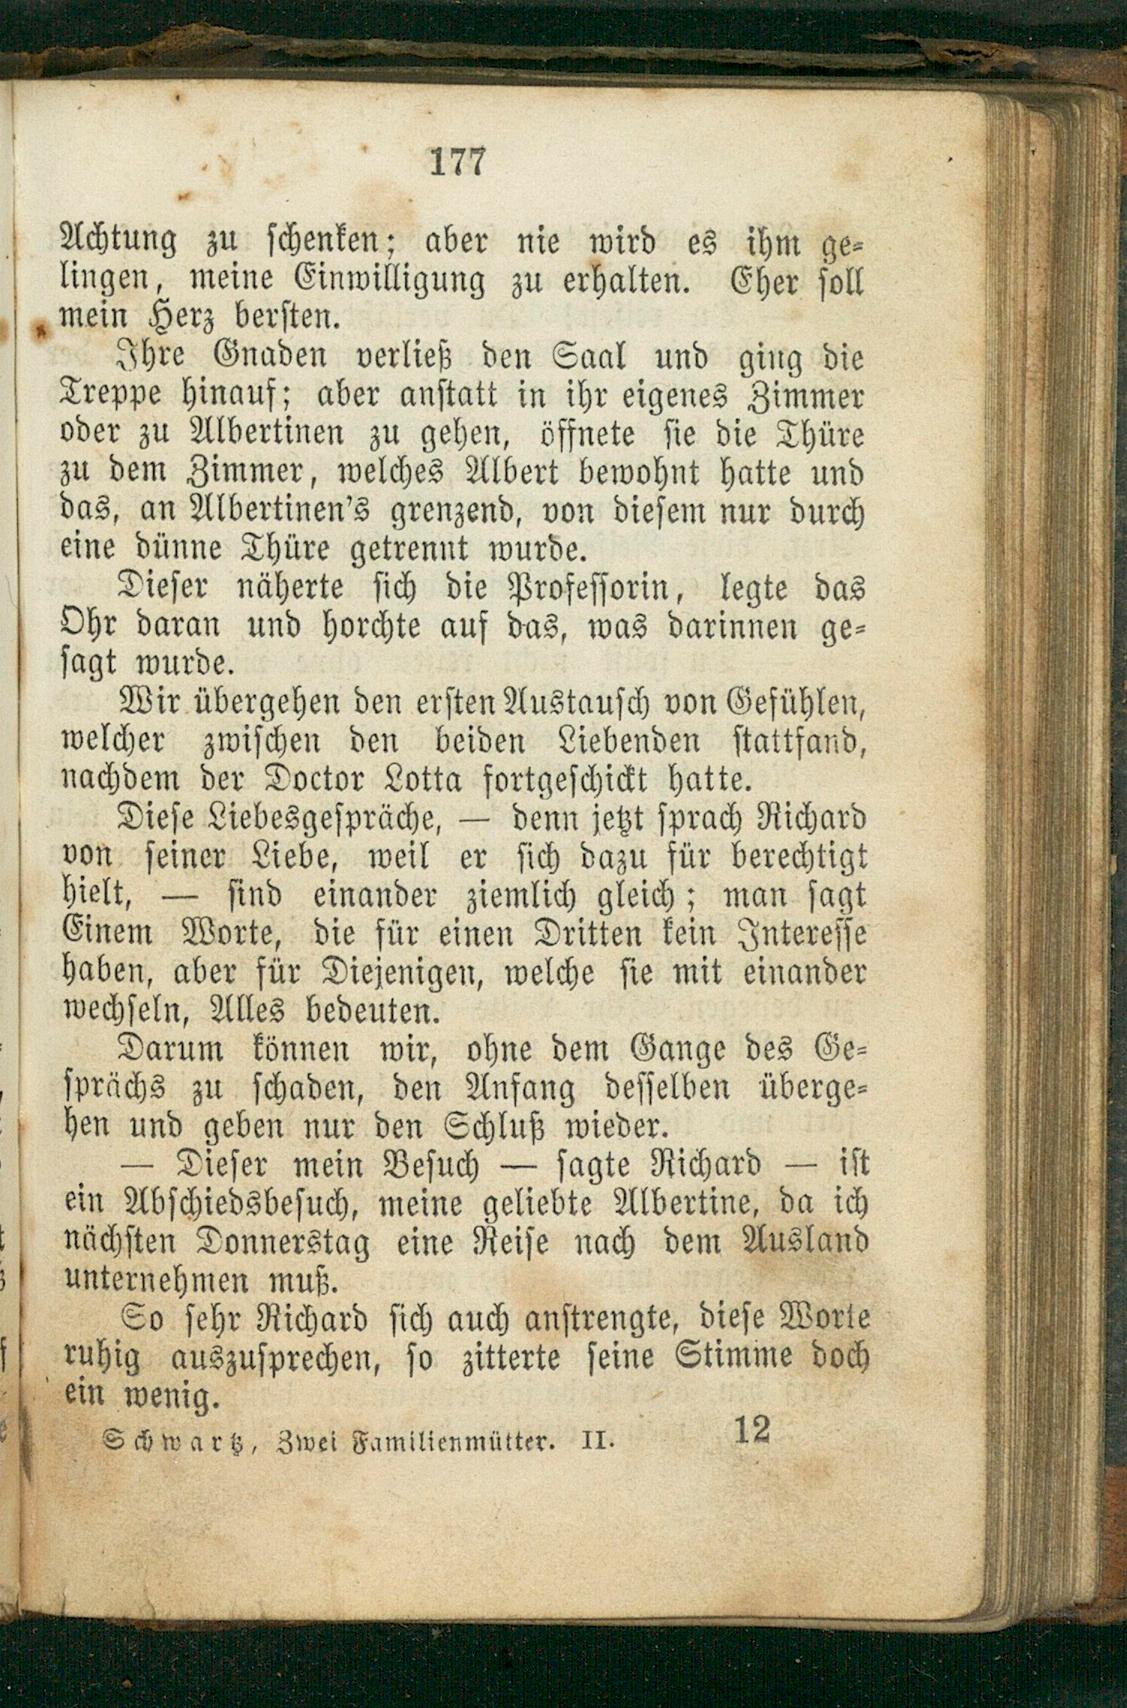 177
Achtung zu schenken; aber nie wird es ihm ge-
lingen, meine Einwilligung zu erhalten. Eher soll
mein Herz bersten.
Ihre Gnaden verließ den Saal und ging die
Treppe hinauf; aber anstatt in ihr eigenes Zimmer
oder zu Albertinen zu gehen, öffnete sie die Thüre
zu dem Zimmer, welches Albert bewohnt hatte und
das, an Albertinen's grenzend, von diesem nur durch
eine dünne Thüre getrennt wurde.
Dieser näherte sich die Professorin, legte das
Ohr daran und horchte auf das, was darinnen ge-
sagt wurde.
Wir übergehen den ersten Austausch von Gefühlen,
welcher zwischen den beiden Liebenden stattfand,
nachdem der Doctor Lotta fortgeschickt hatte.
Diese Liebesgespräche, — denn jetzt sprach Richard
von seiner Liebe, weil er sich dazu für berechtigt
hielt, — sind einander ziemlich gleich; man sagt
Einem Worte, die für einen Dritten kein Interesse
haben, aber für Diejenigen, welche sie mit einander
wechseln, Alles bedeuten.
Darum können wir, ohne dem Gange des Ge-
sprächs zu schaden, den Anfang desselben überge-
hen und geben nur den Schluß wieder.
— Dieser mein Besuch — sagte Richard — ist
ein Abschiedsbesuch, meine geliebte Albertine, da ich
nächsten Donnerstag eine Reise nach dem Ausland
unternehmen muß.
So sehr Richard sich auch anstrengte, diese Worte
ruhig auszusprechen, so zitterte seine Stimme doch
ein wenig.
Schwartz, Zwei Familienmütter. II. 12